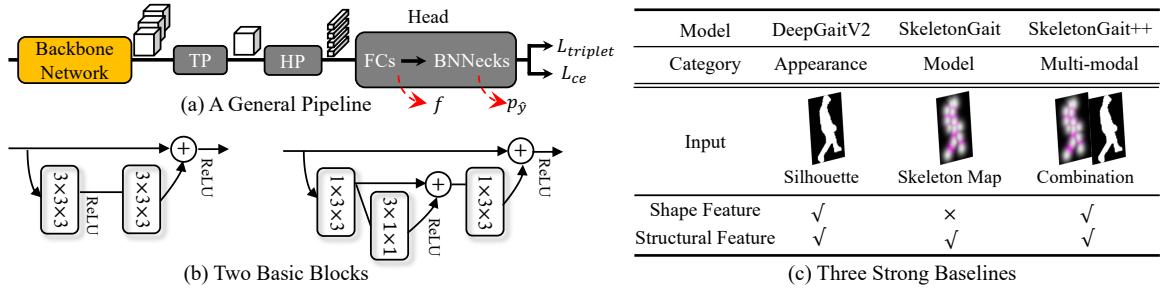 Head
Backbone Network
TP
HP
FCs
BNNecks
L_triplet
L_ce
f
p_ŷ
(a) A General Pipeline
3×3×3
ReLU
3×3×3
+
ReLU
1×3×3
3×1×1
+
ReLU
1×3×3
+
ReLU
(b) Two Basic Blocks
Model DeepGaitV2 SkeletonGait SkeletonGait++
Category Appearance Model Multi-modal
Input
Silhouette Skeleton Map Combination
Shape Feature √ × √
Structural Feature √ √ √
(c) Three Strong Baselines